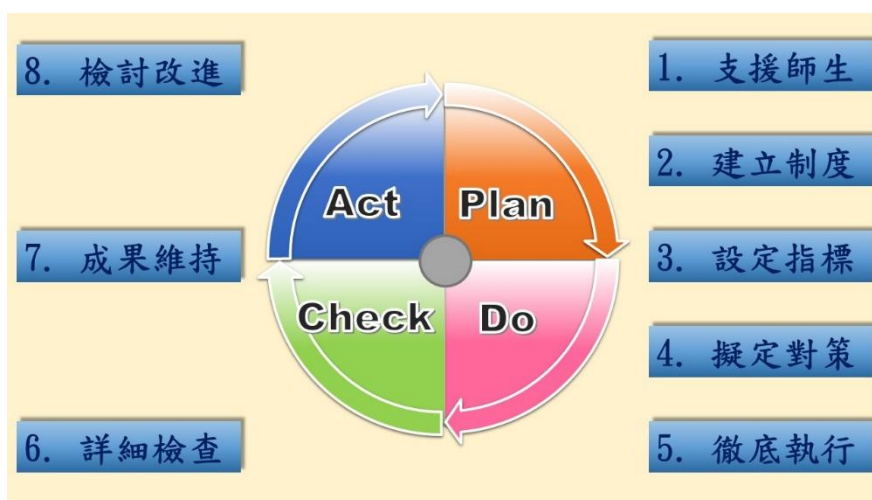 8. 檢討改進
7. 成果維持
6. 詳細檢查
Act
Plan
Check
Do
1. 支援師生
2. 建立制度
3. 設定指標
4. 擬定對策
5. 徹底執行